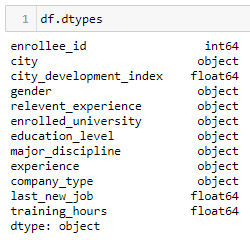 1 df.dtypes
enrollee_id int64
city object
city_development_index float64
gender object
relevent_experience object
enrolled_university object
education_level object
major_discipline object
experience object
company_type object
last_new_job float64
training_hours float64
dtype: object